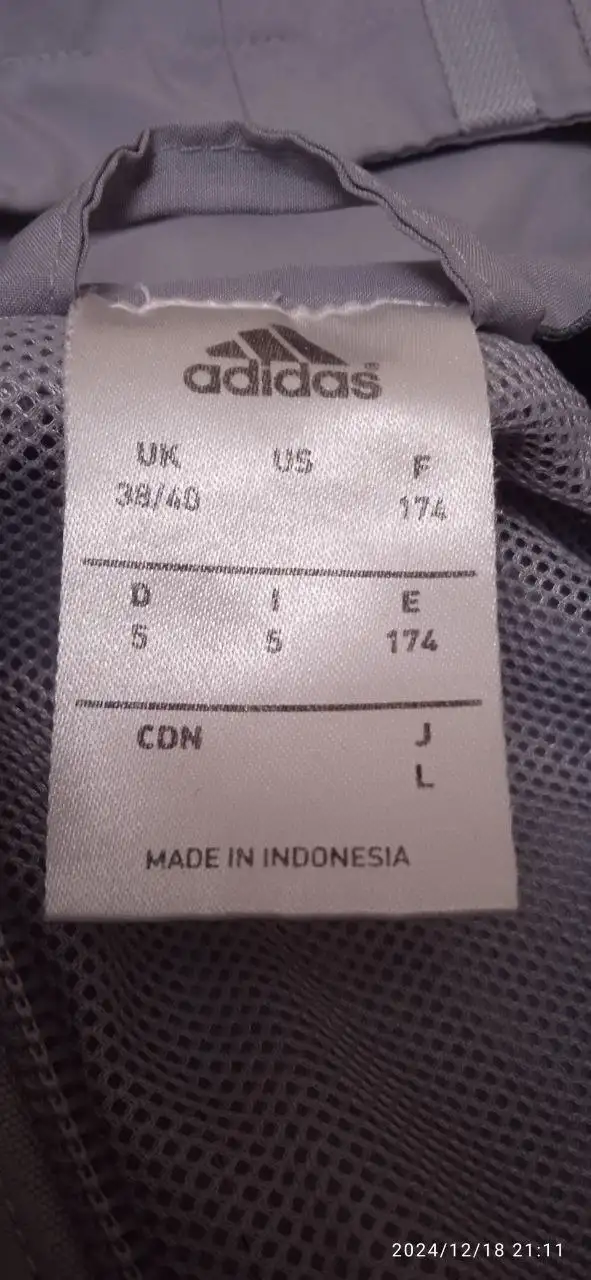 adidas
UK US F
38/40 174
D I E
5 5 174
CDN J
L
MADE IN INDONESIA
2024/12/18 21:11